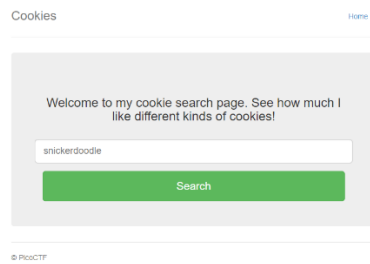 Cookies
Home
Welcome to my cookie search page. See how much I
like different kinds of cookies!
snickerdoodle
Search
© PicoCTF